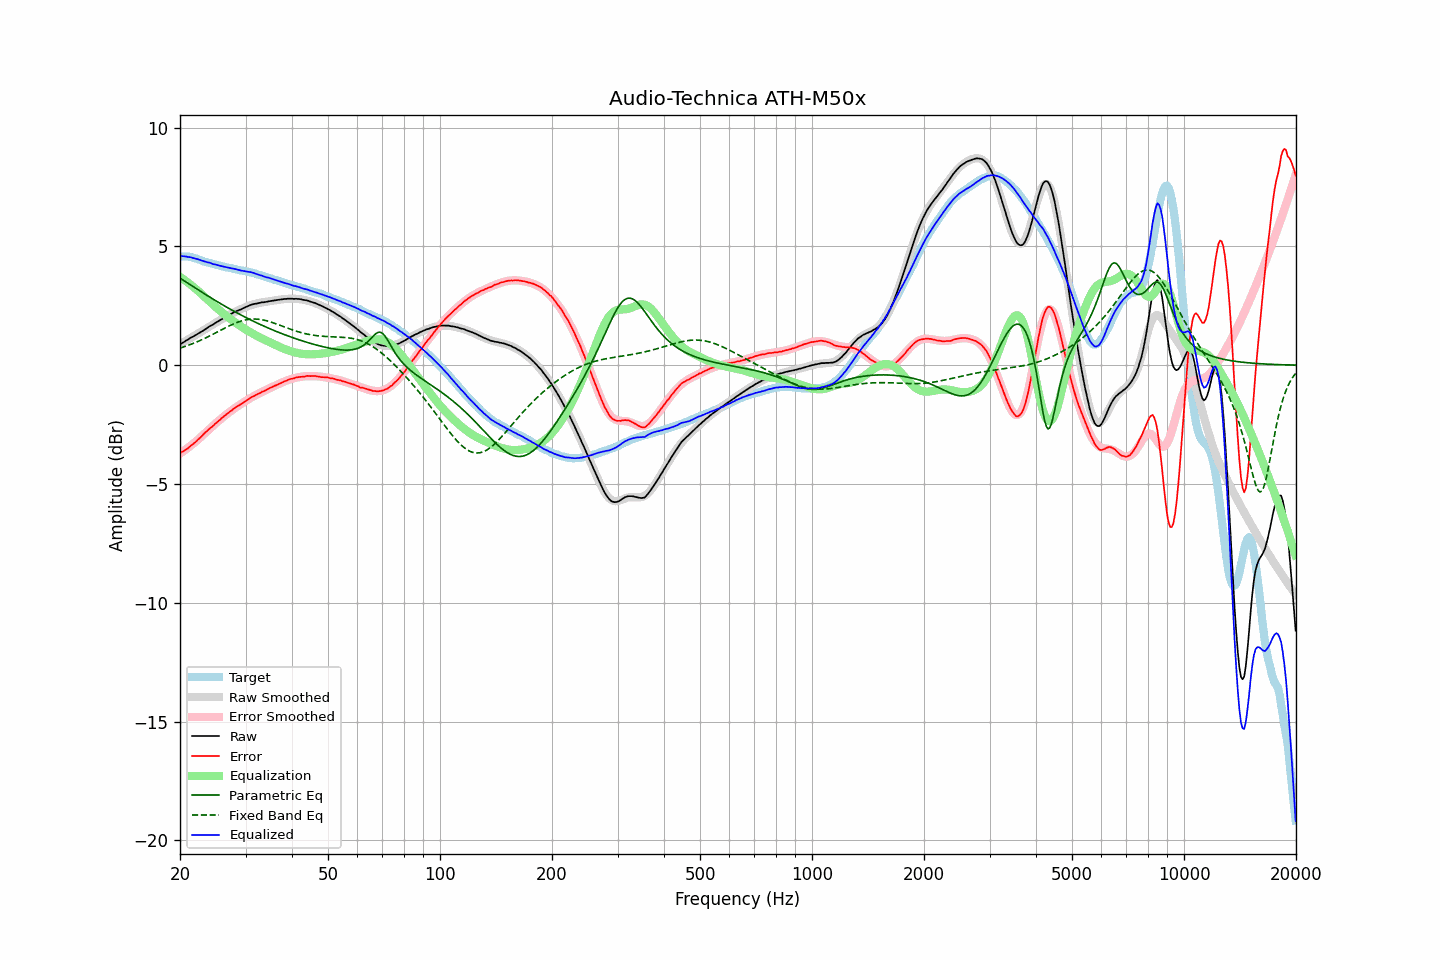 Audio-Technica ATH-M50x
10
5
0
−5
−10
−15
−20
Amplitude (dBr)
Target
Raw Smoothed
Error Smoothed
Raw
Error
Equalization
Parametric Eq
Fixed Band Eq
Equalized
20 50 100 200 500 1000 2000 5000 10000 20000
Frequency (Hz)